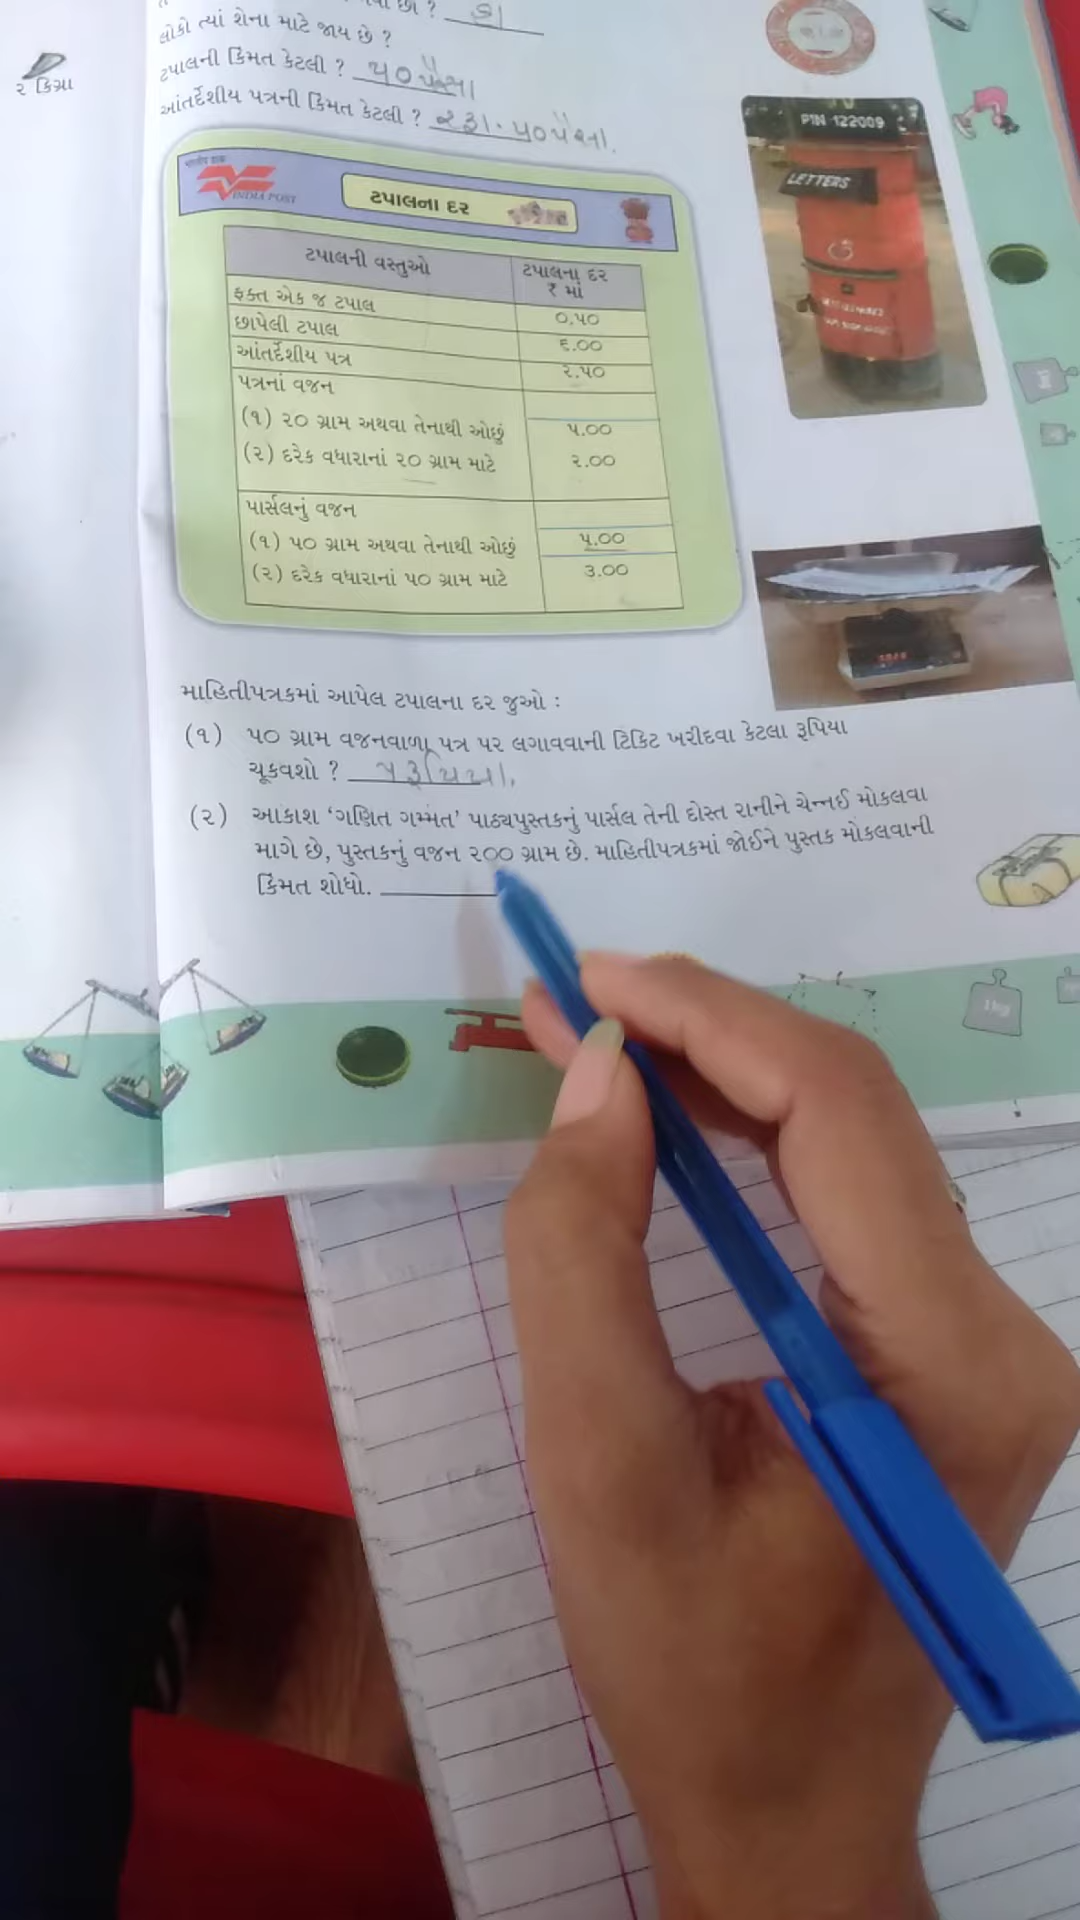 ૨ કિગ્રા
લોકો ત્યાં શેના માટે જાય છે ?
ટપાલની કિંમત કેટલી ? ૫૦ પૈસા
આંતર્દેશીય પત્રની કિંમત કેટલી ? ૨રૂા.૫૦પૈસા.
भारतीय डाक
INDIA POST
ટપાલના દર
ટપાલની વસ્તુઓ ટપાલના દર ₹ માં
ફક્ત એક જ ટપાલ ૦.૫૦
છાપેલી ટપાલ ૬.૦૦
આંતર્દેશીય પત્ર ૨.૫૦
પત્રનાં વજન
(૧) ૨૦ ગ્રામ અથવા તેનાથી ઓછું ૫.૦૦
(૨) દરેક વધારાનાં ૨૦ ગ્રામ માટે ૨.૦૦
પાર્સલનું વજન
(૧) ૫૦ ગ્રામ અથવા તેનાથી ઓછું ૫.૦૦
(૨) દરેક વધારાનાં ૫૦ ગ્રામ માટે ૩.૦૦
PIN 122009
LETTERS
માહિતીપત્રકમાં આપેલ ટપાલના દર જુઓ :
(૧) ૫૦ ગ્રામ વજનવાળા પત્ર પર લગાવવાની ટિકિટ ખરીદવા કેટલા રૂપિયા
ચૂકવશો ? ૫રૂપિયા.
(૨) આકાશ ‘ગણિત ગમ્મત’ પાઠ્યપુસ્તકનું પાર્સલ તેની દોસ્ત રાનીને ચેન્નઈ મોકલવા
માગે છે, પુસ્તકનું વજન ૨૦૦ ગ્રામ છે. માહિતીપત્રકમાં જોઈને પુસ્તક મોકલવાની
કિંમત શોધો.
1kg